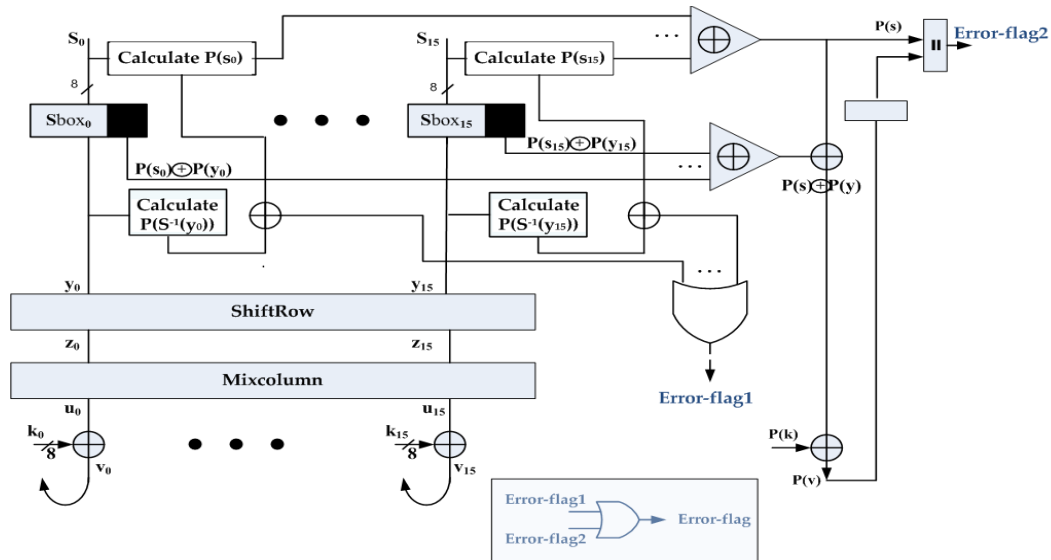 S₀
Calculate P(s₀)
8
Sbox₀
P(s₀)⊕P(y₀)
Calculate
P(S⁻¹(y₀))
S₁₅
Calculate P(s₁₅)
8
Sbox₁₅
P(s₁₅)⊕P(y₁₅)
Calculate
P(S⁻¹(y₁₅))
...
...
...
P(s)
=
Error-flag2
P(s)⊕P(y)
y₀
y₁₅
ShiftRow
z₀
z₁₅
Mixcolumn
Error-flag1
u₀
u₁₅
k₀
8
v₀
k₁₅
8
v₁₅
P(k)
P(v)
Error-flag1
Error-flag2
Error-flag